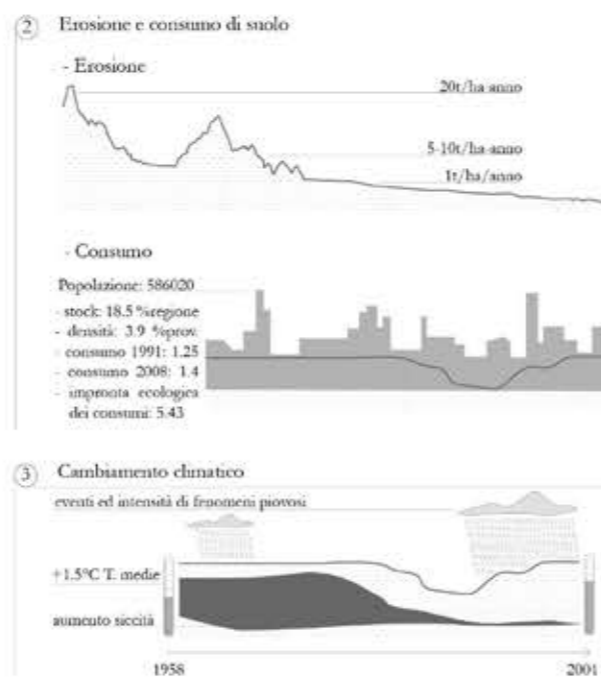 2 Erosione e consumo di suolo
- Erosione
20t/ha anno
5-10t/ha anno
1t/ha/anno
- Consumo
Popolazione: 586020
- stock: 18.5 %regione
- densità: 3.9 %prov.
- consumo 1991: 1.25
- consumo 2008: 1.4
- impronta ecologica
dei consumi: 5.43
3 Cambiamento climatico
eventi ed intensità di fenomeni piovosi
+1.5°C T. medie
aumento siccità
1958
2001